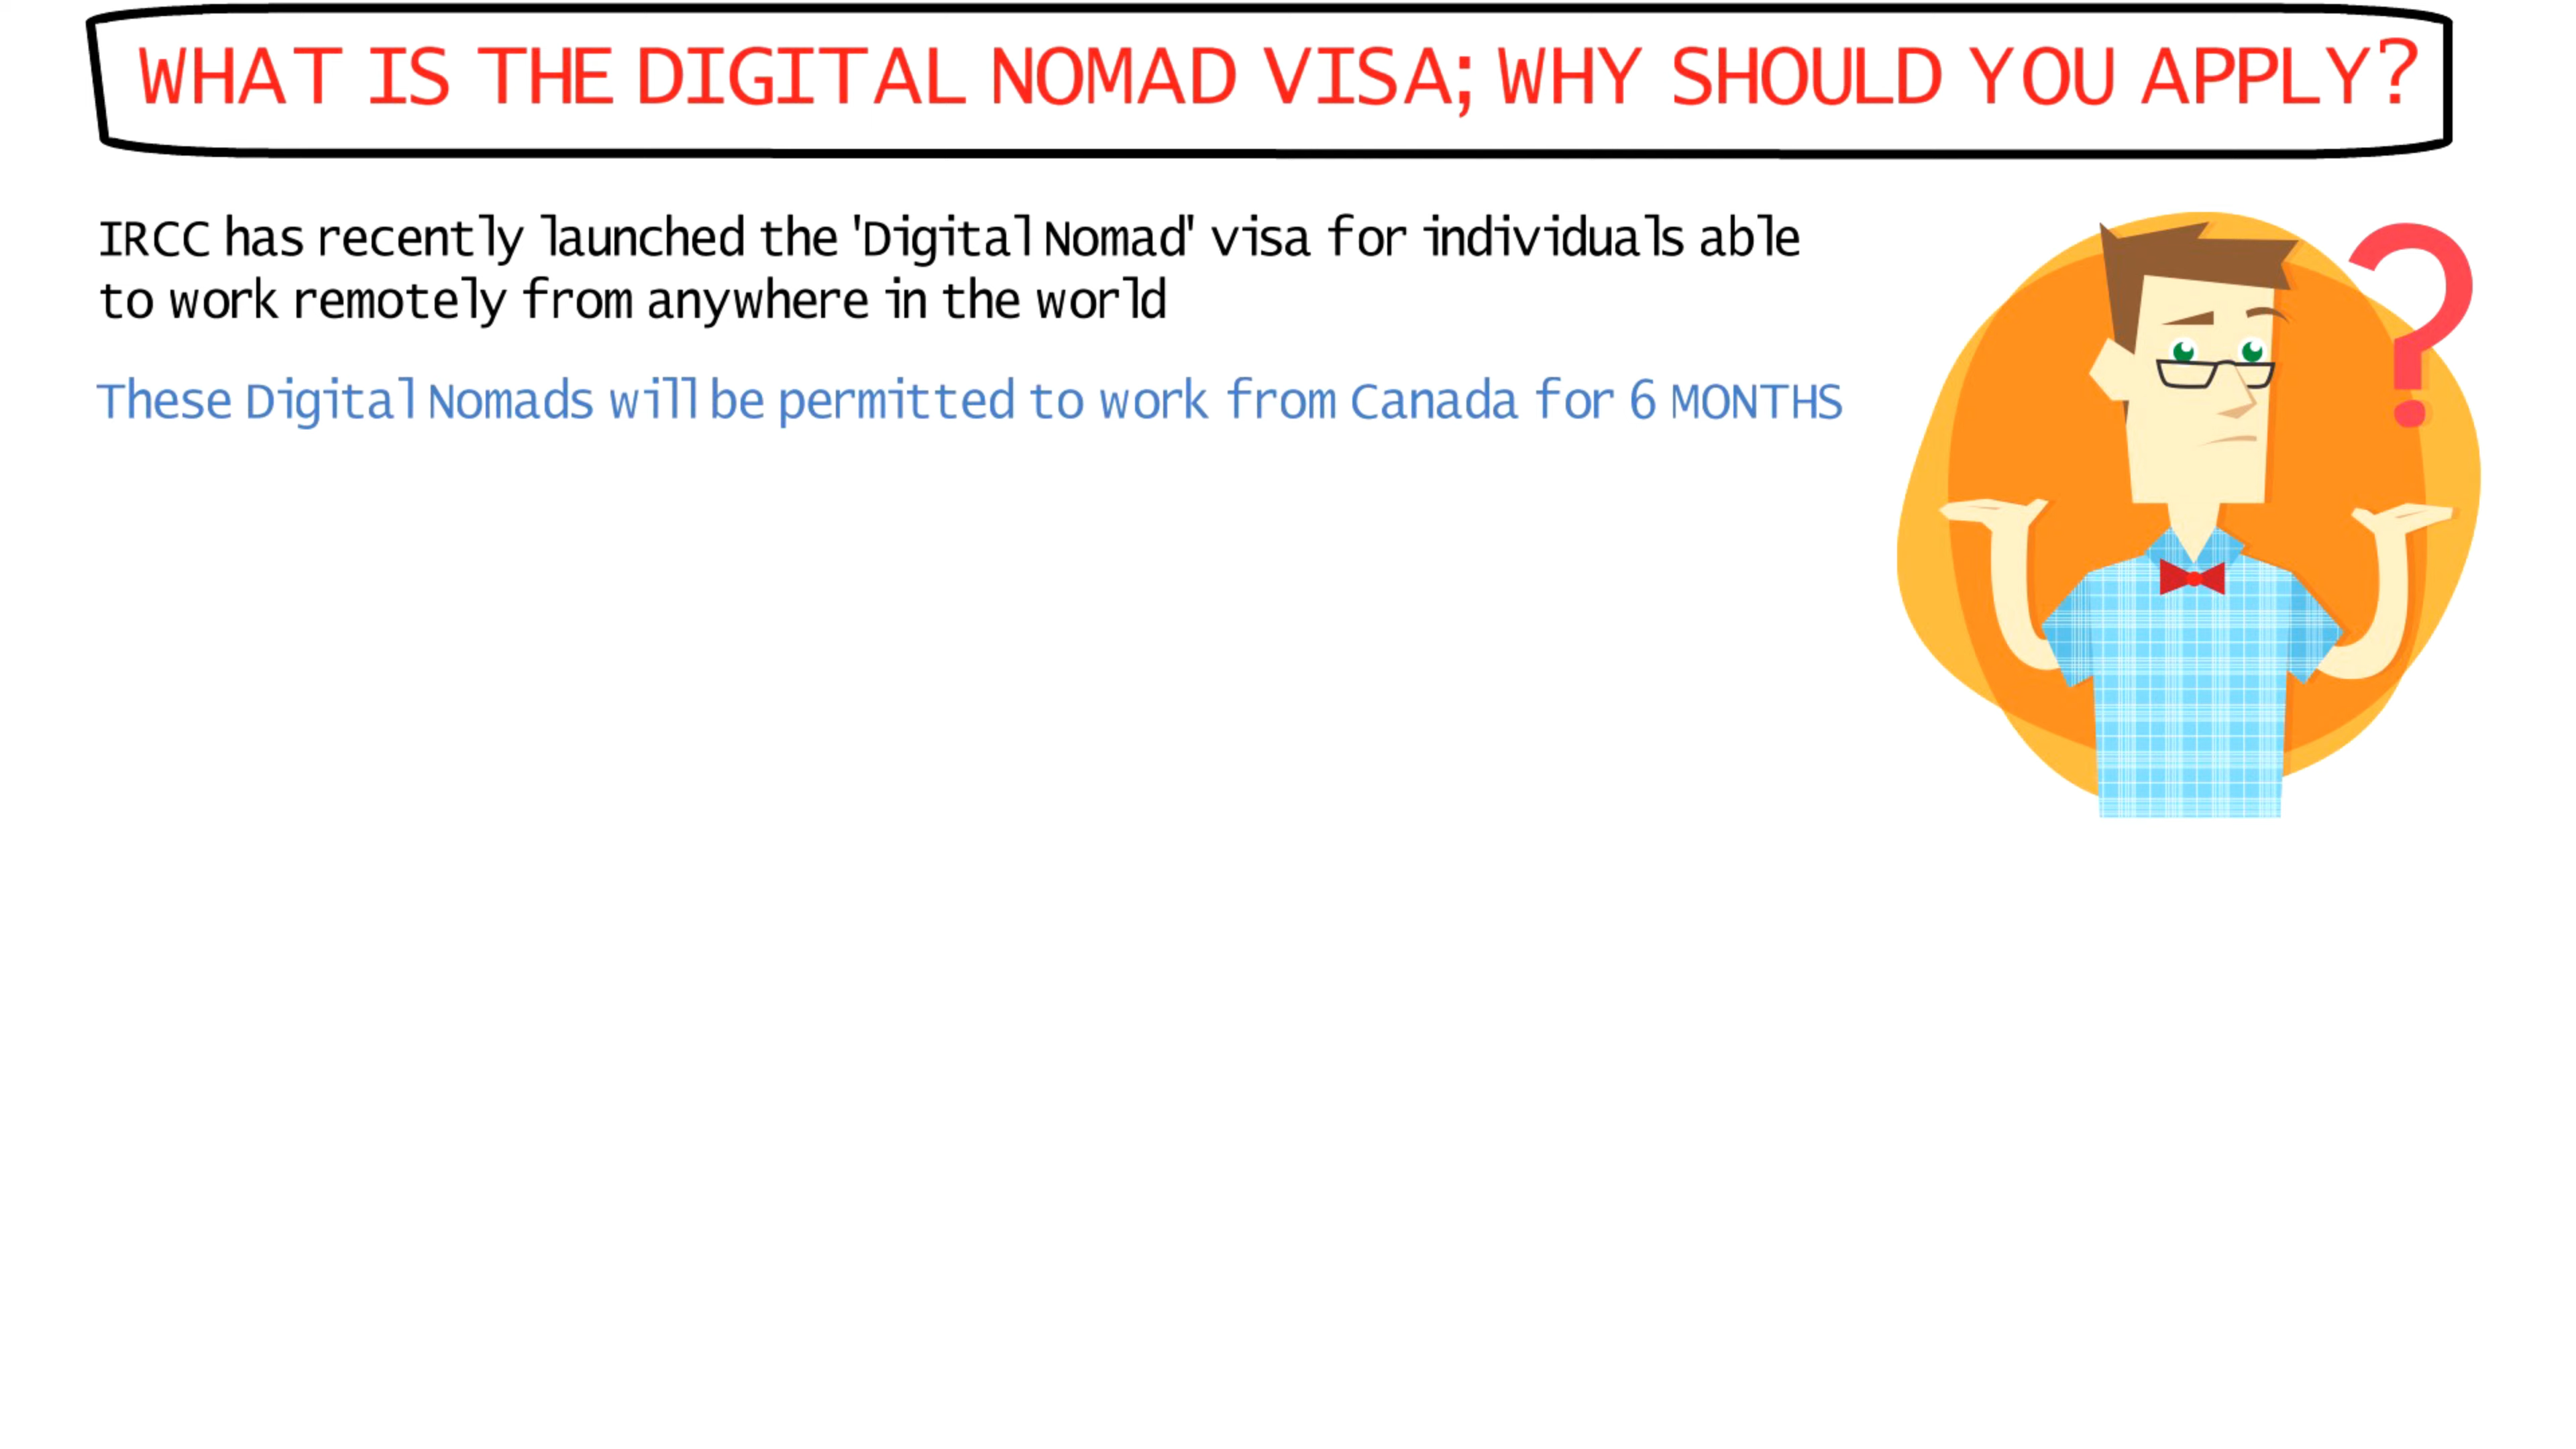 WHAT IS THE DIGITAL NOMAD VISA; WHY SHOULD YOU APPLY?
IRCC has recently launched the 'Digital Nomad' visa for individuals able
to work remotely from anywhere in the world
These Digital Nomads will be permitted to work from Canada for 6 MONTHS
?